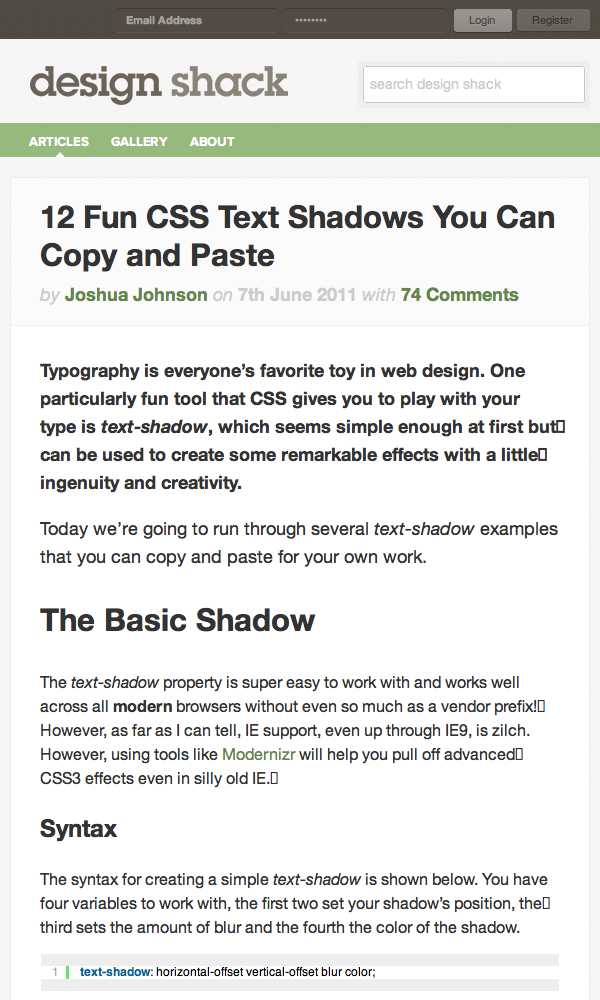 Email Address
••••••••
Login
Register
design shack
search design shack
ARTICLES GALLERY ABOUT
12 Fun CSS Text Shadows You Can
Copy and Paste
by Joshua Johnson on 7th June 2011 with 74 Comments
Typography is everyone’s favorite toy in web design. One
particularly fun tool that CSS gives you to play with your
type is text-shadow, which seems simple enough at first but
can be used to create some remarkable effects with a little
ingenuity and creativity.
Today we’re going to run through several text-shadow examples
that you can copy and paste for your own work.
The Basic Shadow
The text-shadow property is super easy to work with and works well
across all modern browsers without even so much as a vendor prefix!
However, as far as I can tell, IE support, even up through IE9, is zilch.
However, using tools like Modernizr will help you pull off advanced
CSS3 effects even in silly old IE.
Syntax
The syntax for creating a simple text-shadow is shown below. You have
four variables to work with, the first two set your shadow’s position, the
third sets the amount of blur and the fourth the color of the shadow.
1 text-shadow: horizontal-offset vertical-offset blur color;